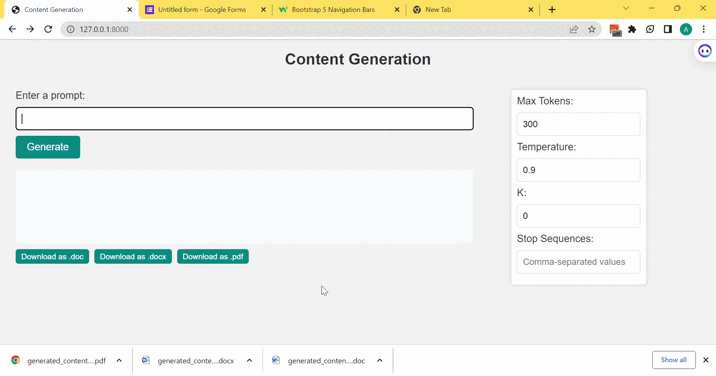 Content Generation
Untitled form - Google Forms
Bootstrap 5 Navigation Bars
New Tab
127.0.0.1:8000
A
Content Generation
Enter a prompt:
Generate
Download as .doc
Download as .docx
Download as .pdf
Max Tokens:
300
Temperature:
0.9
K:
0
Stop Sequences:
Comma-separated values
generated_content....pdf
generated_conte....docx
generated_conten....doc
Show all